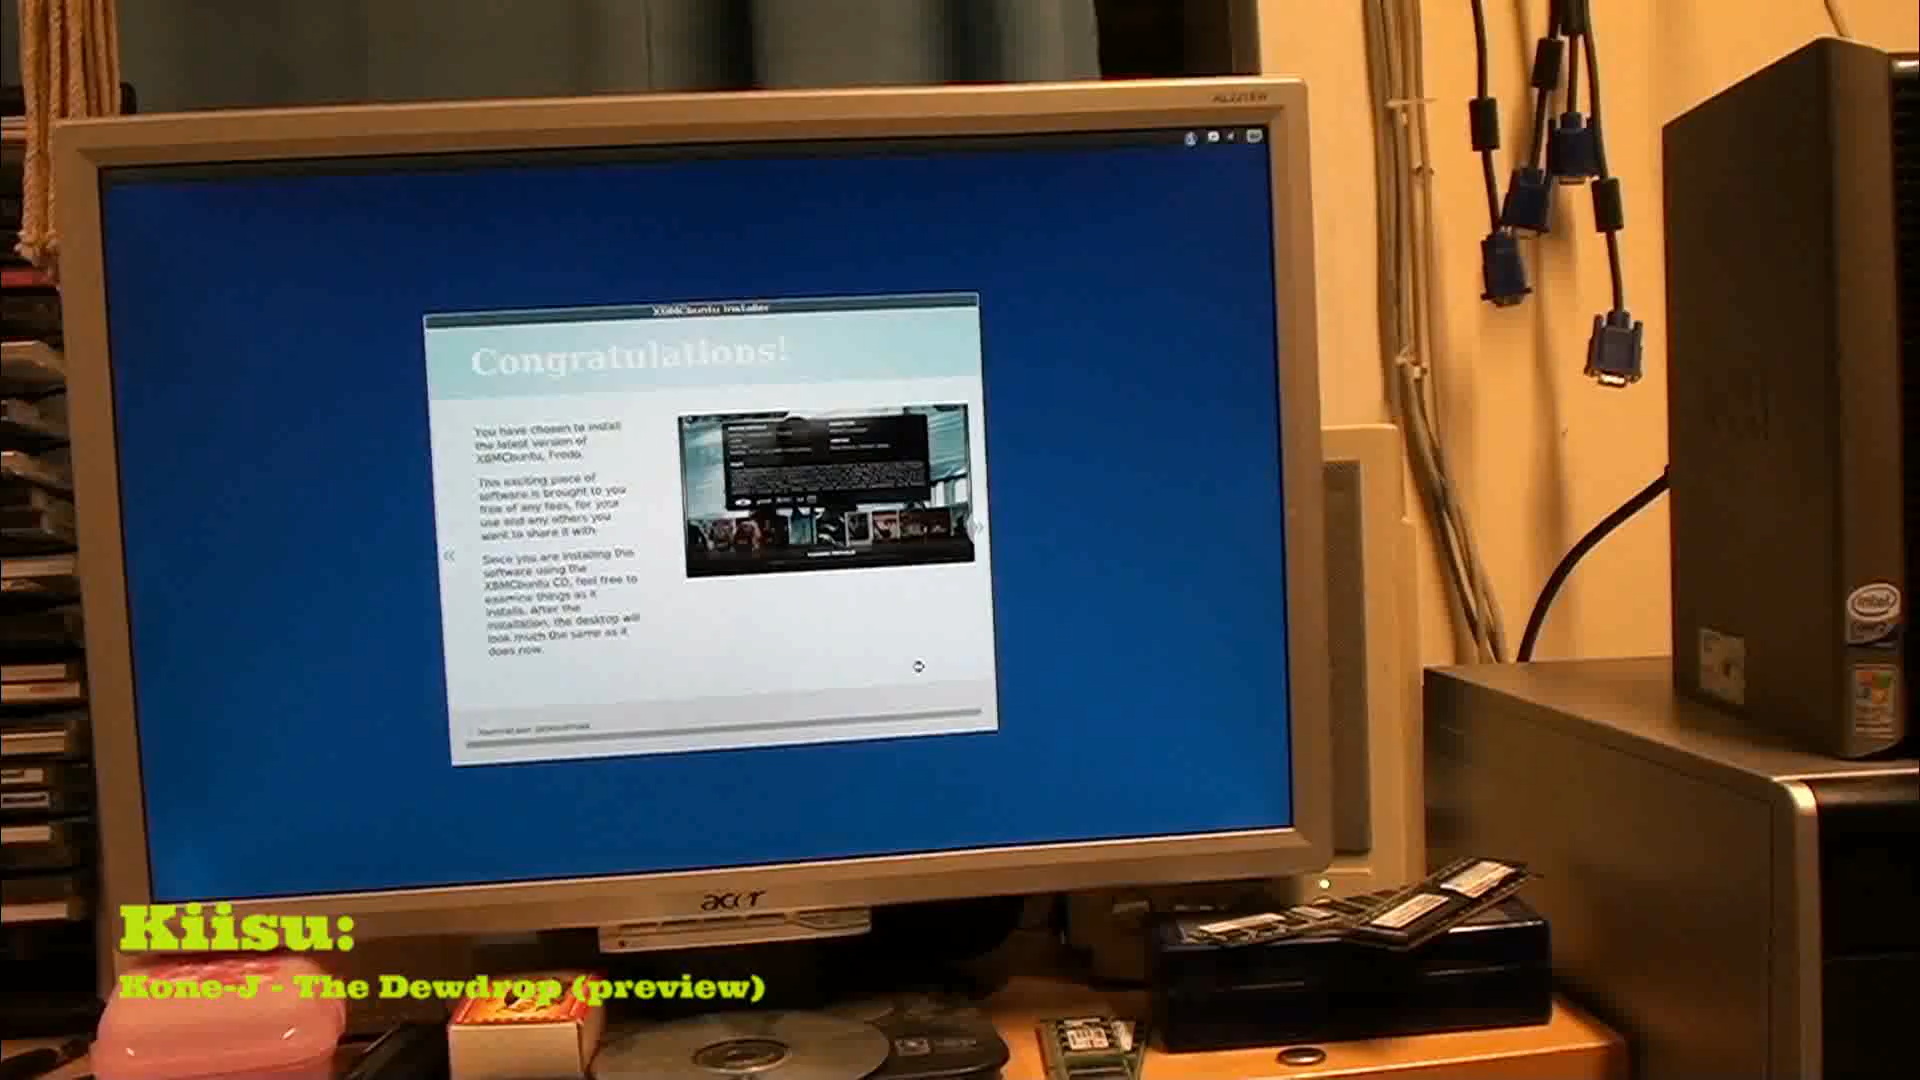 XBMCbuntu Installer
Congratulations!
You have chosen to install
the latest version of
XBMCbuntu, Frodo.
This exciting piece of
software is brought to you
free of any fees, for your
use and any others you
want to share it with.
Since you are installing this
software using the
XBMCbuntu CD, feel free to
examine things as it
installs. After the
installation, the desktop will
look much the same as it
does now.
acer
intel
Kiisu:
Kone-J - The Dewdrop (preview)